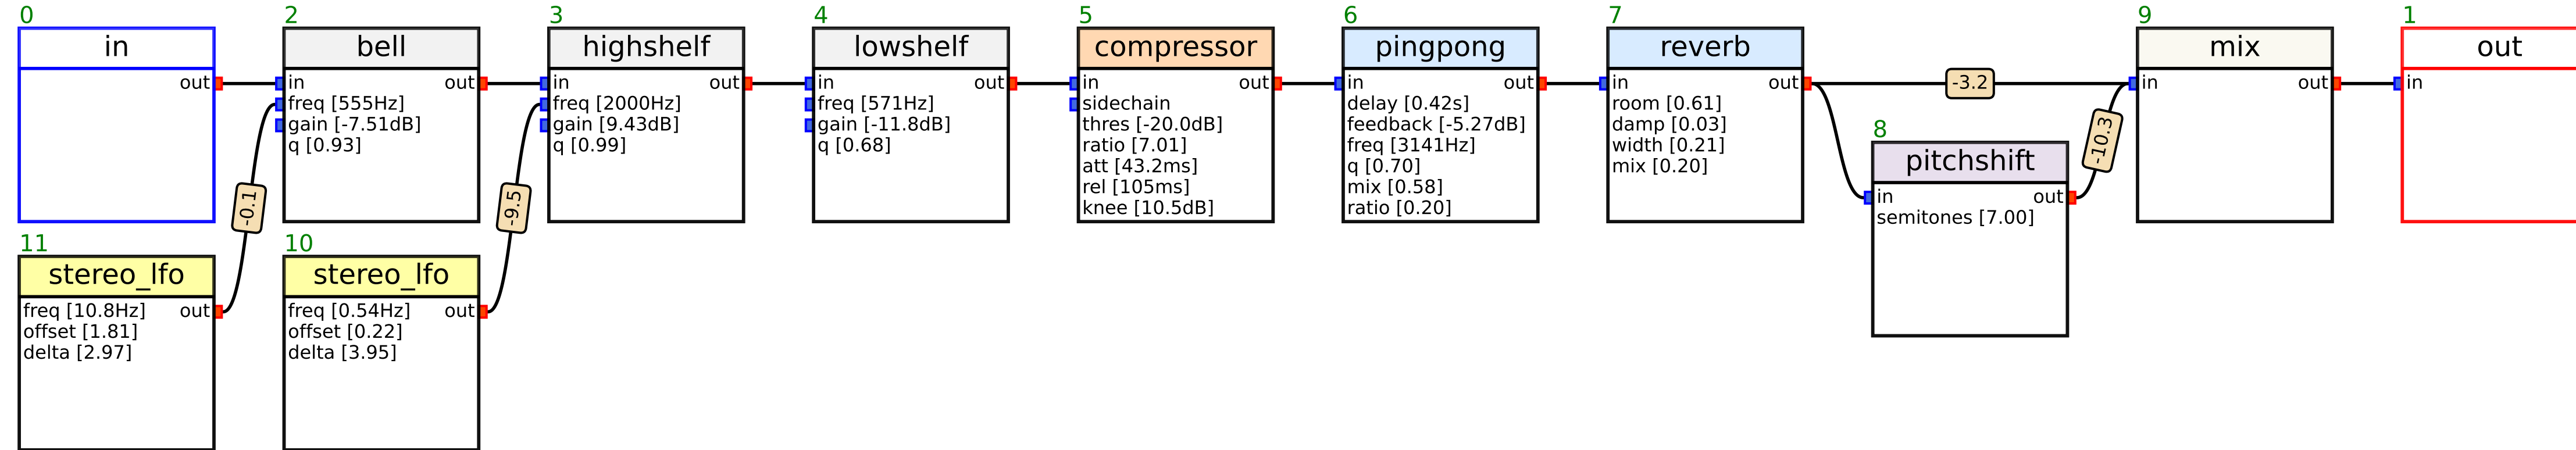 0
in
out
2
bell
in
out
freq [555Hz]
gain [-7.51dB]
q [0.93]
3
highshelf
in
out
freq [2000Hz]
gain [9.43dB]
q [0.99]
4
lowshelf
in
out
freq [571Hz]
gain [-11.8dB]
q [0.68]
5
compressor
in
out
sidechain
thres [-20.0dB]
ratio [7.01]
att [43.2ms]
rel [105ms]
knee [10.5dB]
6
pingpong
in
out
delay [0.42s]
feedback [-5.27dB]
freq [3141Hz]
q [0.70]
mix [0.58]
ratio [0.20]
7
reverb
in
out
room [0.61]
damp [0.03]
width [0.21]
mix [0.20]
-3.2
8
pitchshift
in
out
semitones [7.00]
-10.3
9
mix
in
out
1
out
in
-0.1
-9.5
11
stereo_lfo
freq [10.8Hz]
out
offset [1.81]
delta [2.97]
10
stereo_lfo
freq [0.54Hz]
out
offset [0.22]
delta [3.95]